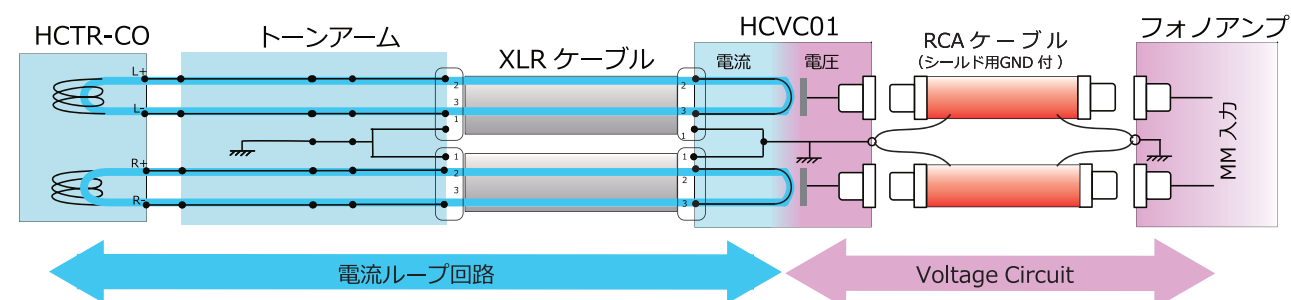 HCTR-CO
トーンアーム
XLR ケーブル
HCVC01
RCA ケーブル
（シールド用GND 付）
フォノアンプ
電流
電圧
L+
L-
R+
R-
2
3
1
1
2
3
2
3
1
1
2
3
MM 入力
電流ループ回路
Voltage Circuit